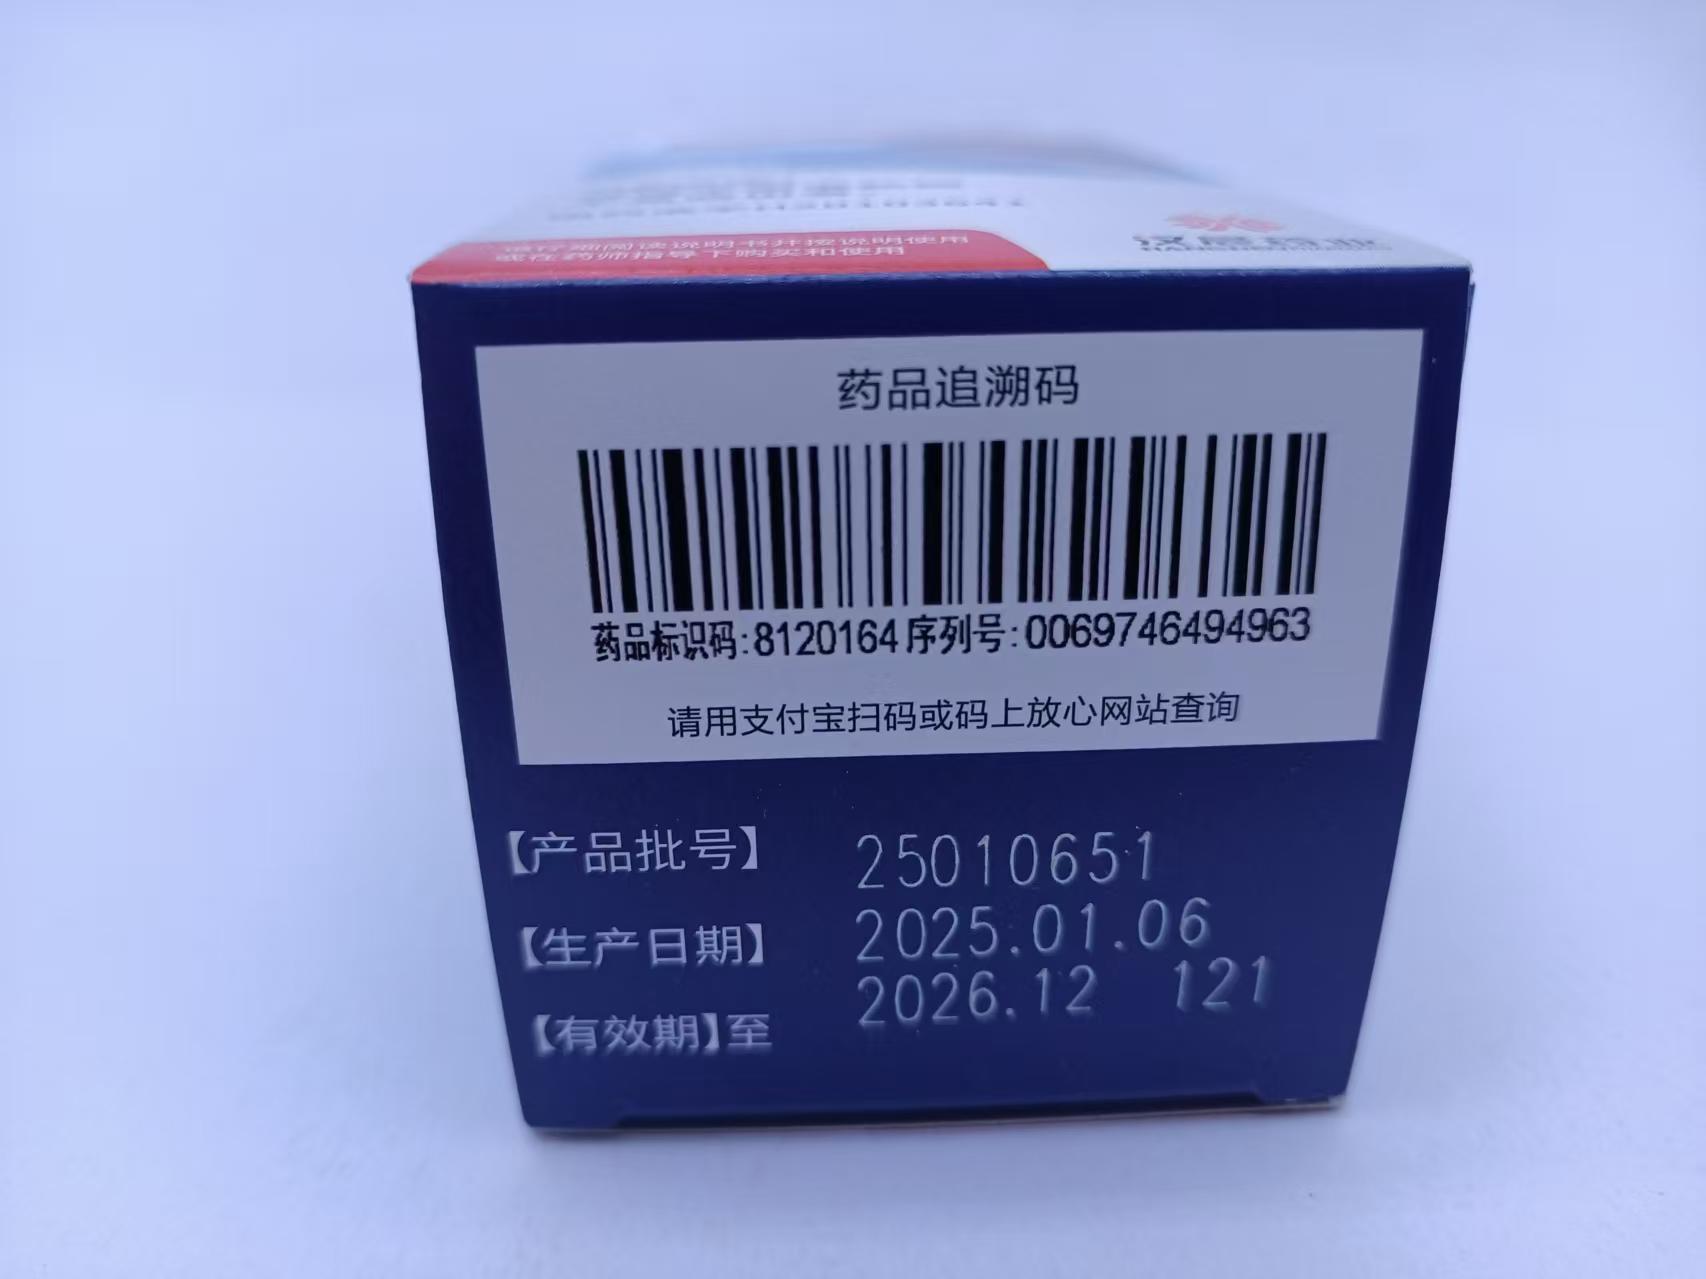 请仔细阅读说明书并按说明使用
或在药师指导下购买和使用
药品追溯码
药品标识码:8120164 序列号:0069746494963
请用支付宝扫码或码上放心网站查询
【产品批号】 25010651
【生产日期】 2025.01.06
【有效期】至 2026.12 121